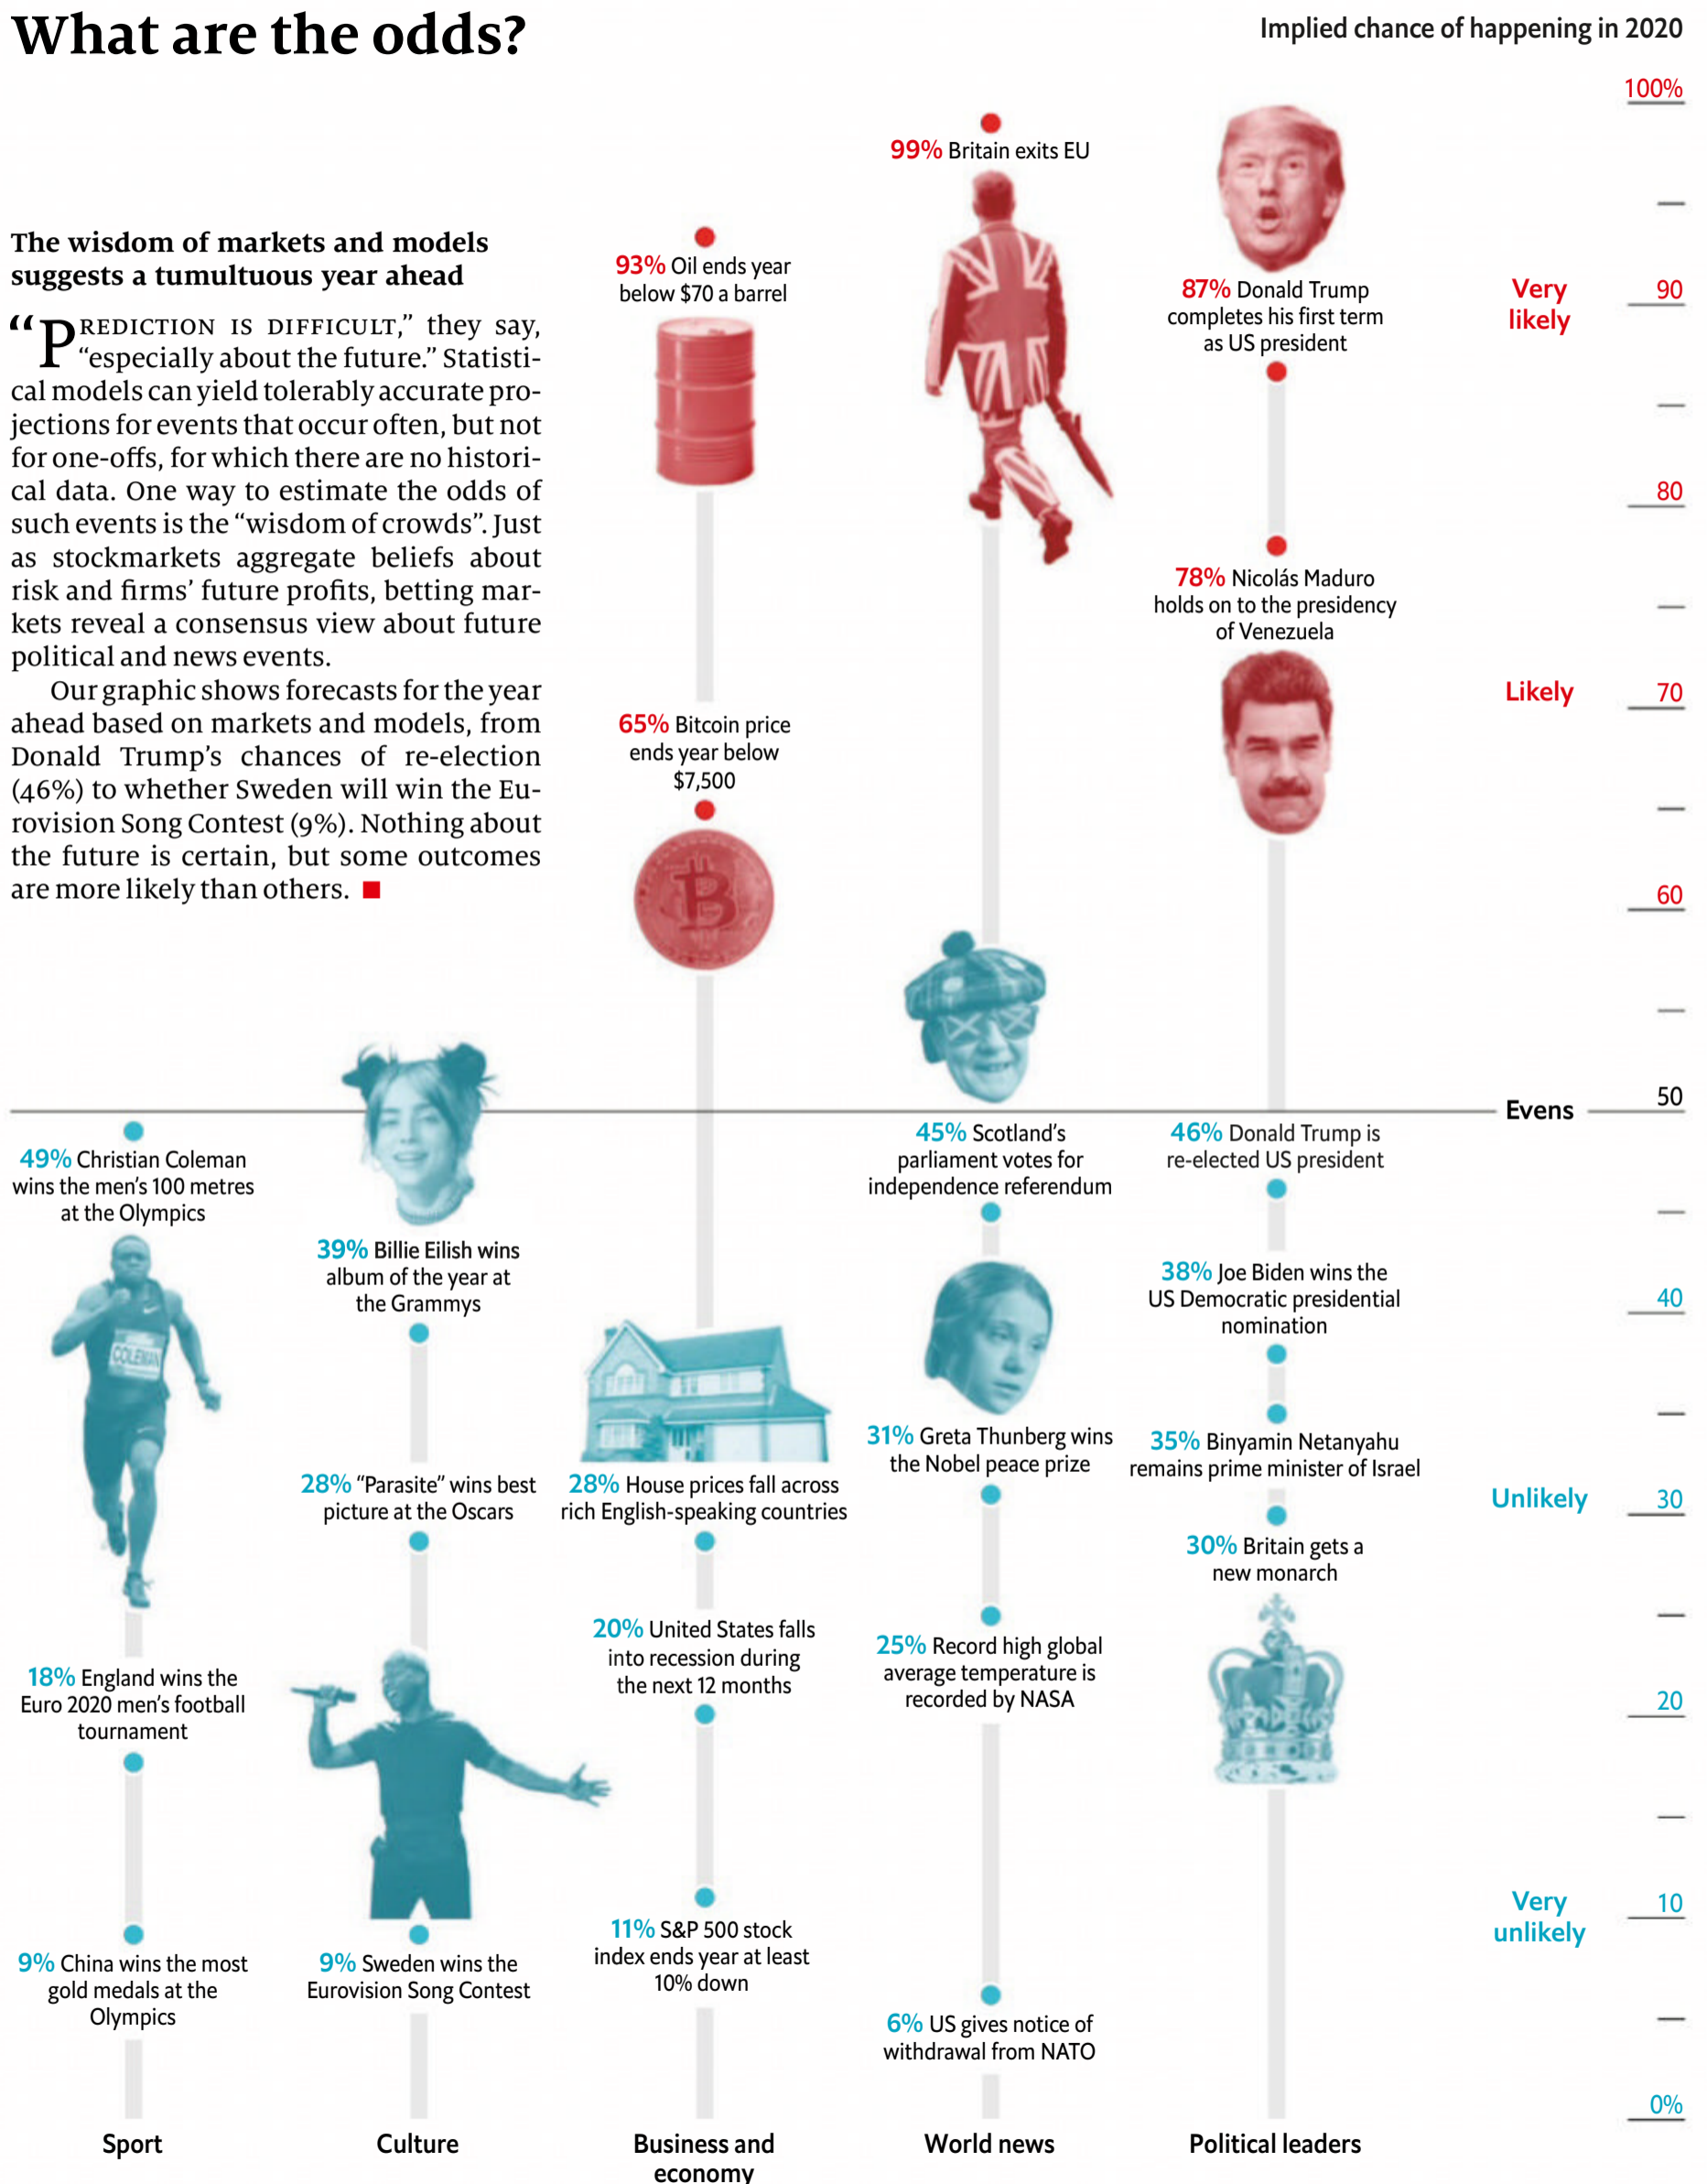 What are the odds?
Implied chance of happening in 2020
The wisdom of markets and models
suggests a tumultuous year ahead
“PREDICTION IS DIFFICULT,” they say,
“especially about the future.” Statisti-
cal models can yield tolerably accurate pro-
jections for events that occur often, but not
for one-offs, for which there are no histori-
cal data. One way to estimate the odds of
such events is the “wisdom of crowds”. Just
as stockmarkets aggregate beliefs about
risk and firms’ future profits, betting mar-
kets reveal a consensus view about future
political and news events.
Our graphic shows forecasts for the year
ahead based on markets and models, from
Donald Trump’s chances of re-election
(46%) to whether Sweden will win the Eu-
rovision Song Contest (9%). Nothing about
the future is certain, but some outcomes
are more likely than others.
49% Christian Coleman
wins the men’s 100 metres
at the Olympics
COLEMAN
18% England wins the
Euro 2020 men’s football
tournament
9% China wins the most
gold medals at the
Olympics
Sport
39% Billie Eilish wins
album of the year at
the Grammys
28% “Parasite” wins best
picture at the Oscars
9% Sweden wins the
Eurovision Song Contest
Culture
93% Oil ends year
below $70 a barrel
65% Bitcoin price
ends year below
$7,500
28% House prices fall across
rich English-speaking countries
20% United States falls
into recession during
the next 12 months
11% S&P 500 stock
index ends year at least
10% down
Business and
economy
99% Britain exits EU
45% Scotland’s
parliament votes for
independence referendum
31% Greta Thunberg wins
the Nobel peace prize
25% Record high global
average temperature is
recorded by NASA
6% US gives notice of
withdrawal from NATO
World news
87% Donald Trump
completes his first term
as US president
78% Nicolás Maduro
holds on to the presidency
of Venezuela
46% Donald Trump is
re-elected US president
38% Joe Biden wins the
US Democratic presidential
nomination
35% Binyamin Netanyahu
remains prime minister of Israel
30% Britain gets a
new monarch
Political leaders
100%
Very
likely
90
80
Likely
70
60
Evens
50
40
Unlikely
30
20
Very
unlikely
10
0%